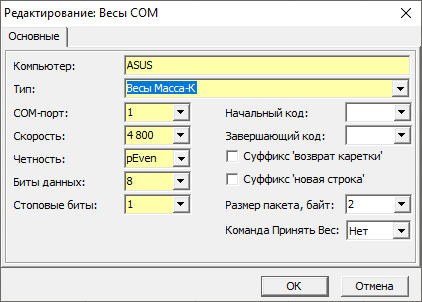 Редактирование: Весы COM
Основные
Компьютер: ASUS
Тип: Весы Масса-К
COM-порт: 1 Начальный код:
Скорость: 4 800 Завершающий код:
Четность: pEven Суффикс 'возврат каретки'
Биты данных: 8 Суффикс 'новая строка'
Стоповые биты: 1 Размер пакета, байт: 2
Команда Принять Вес: Нет
OK Отмена